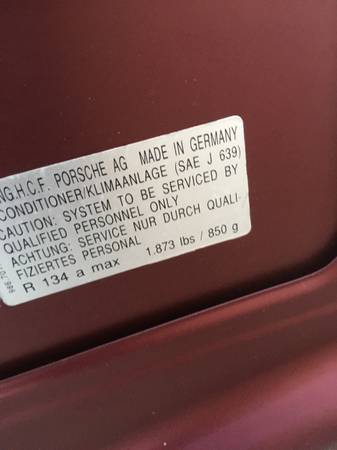 NG.H.C.F. PORSCHE AG MADE IN GERMANY
CONDITIONER/KLIMAANLAGE (SAE J 639)
CAUTION: SYSTEM TO BE SERVICED BY
QUALIFIED PERSONNEL ONLY
ACHTUNG: SERVICE NUR DURCH QUALI-
FIZIERTES PERSONAL
R 134 a max 1.873 lbs / 850 g